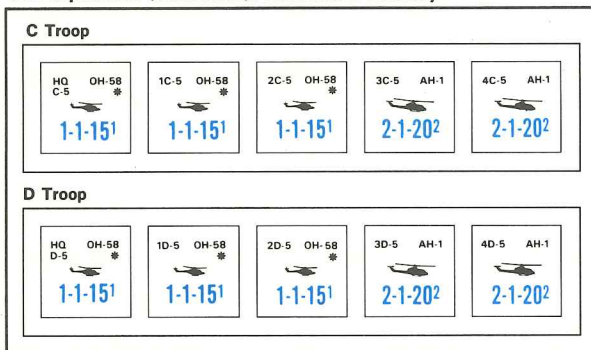 C Troop
HQ OH-58
C-5 *
1-1-15¹
1C-5 OH-58
*
1-1-15¹
2C-5 OH-58
*
1-1-15¹
3C-5 AH-1
2-1-20²
4C-5 AH-1
2-1-20²
D Troop
HQ OH-58
D-5 *
1-1-15¹
1D-5 OH-58
*
1-1-15¹
2D-5 OH-58
*
1-1-15¹
3D-5 AH-1
2-1-20²
4D-5 AH-1
2-1-20²